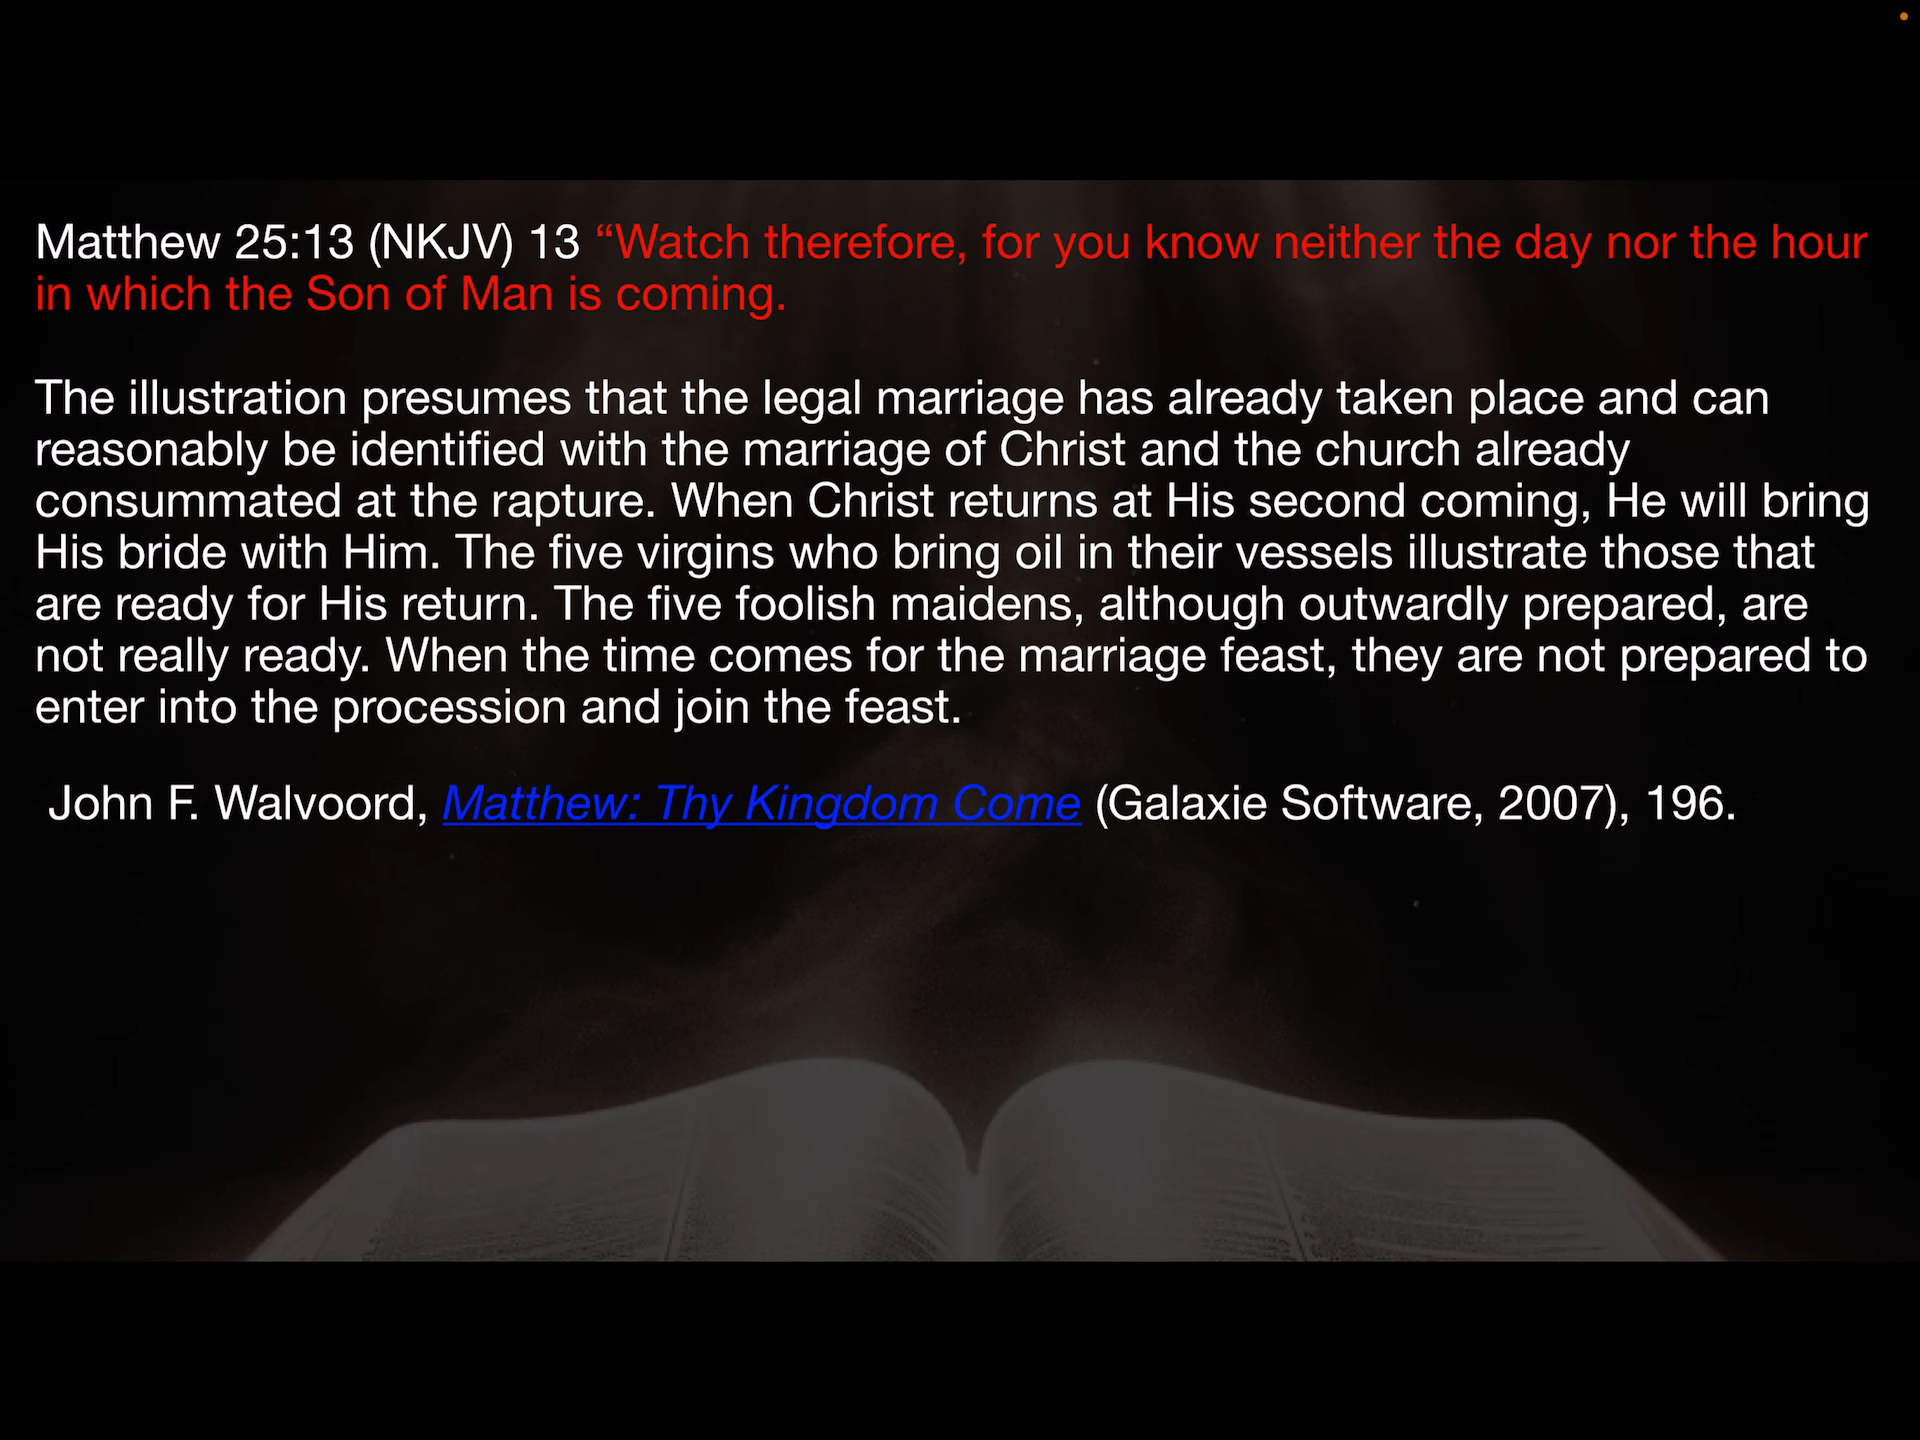 Matthew 25:13 (NKJV) 13 “Watch therefore, for you know neither the day nor the hour
in which the Son of Man is coming.
The illustration presumes that the legal marriage has already taken place and can
reasonably be identified with the marriage of Christ and the church already
consummated at the rapture. When Christ returns at His second coming, He will bring
His bride with Him. The five virgins who bring oil in their vessels illustrate those that
are ready for His return. The five foolish maidens, although outwardly prepared, are
not really ready. When the time comes for the marriage feast, they are not prepared to
enter into the procession and join the feast.
John F. Walvoord, Matthew: Thy Kingdom Come (Galaxie Software, 2007), 196.